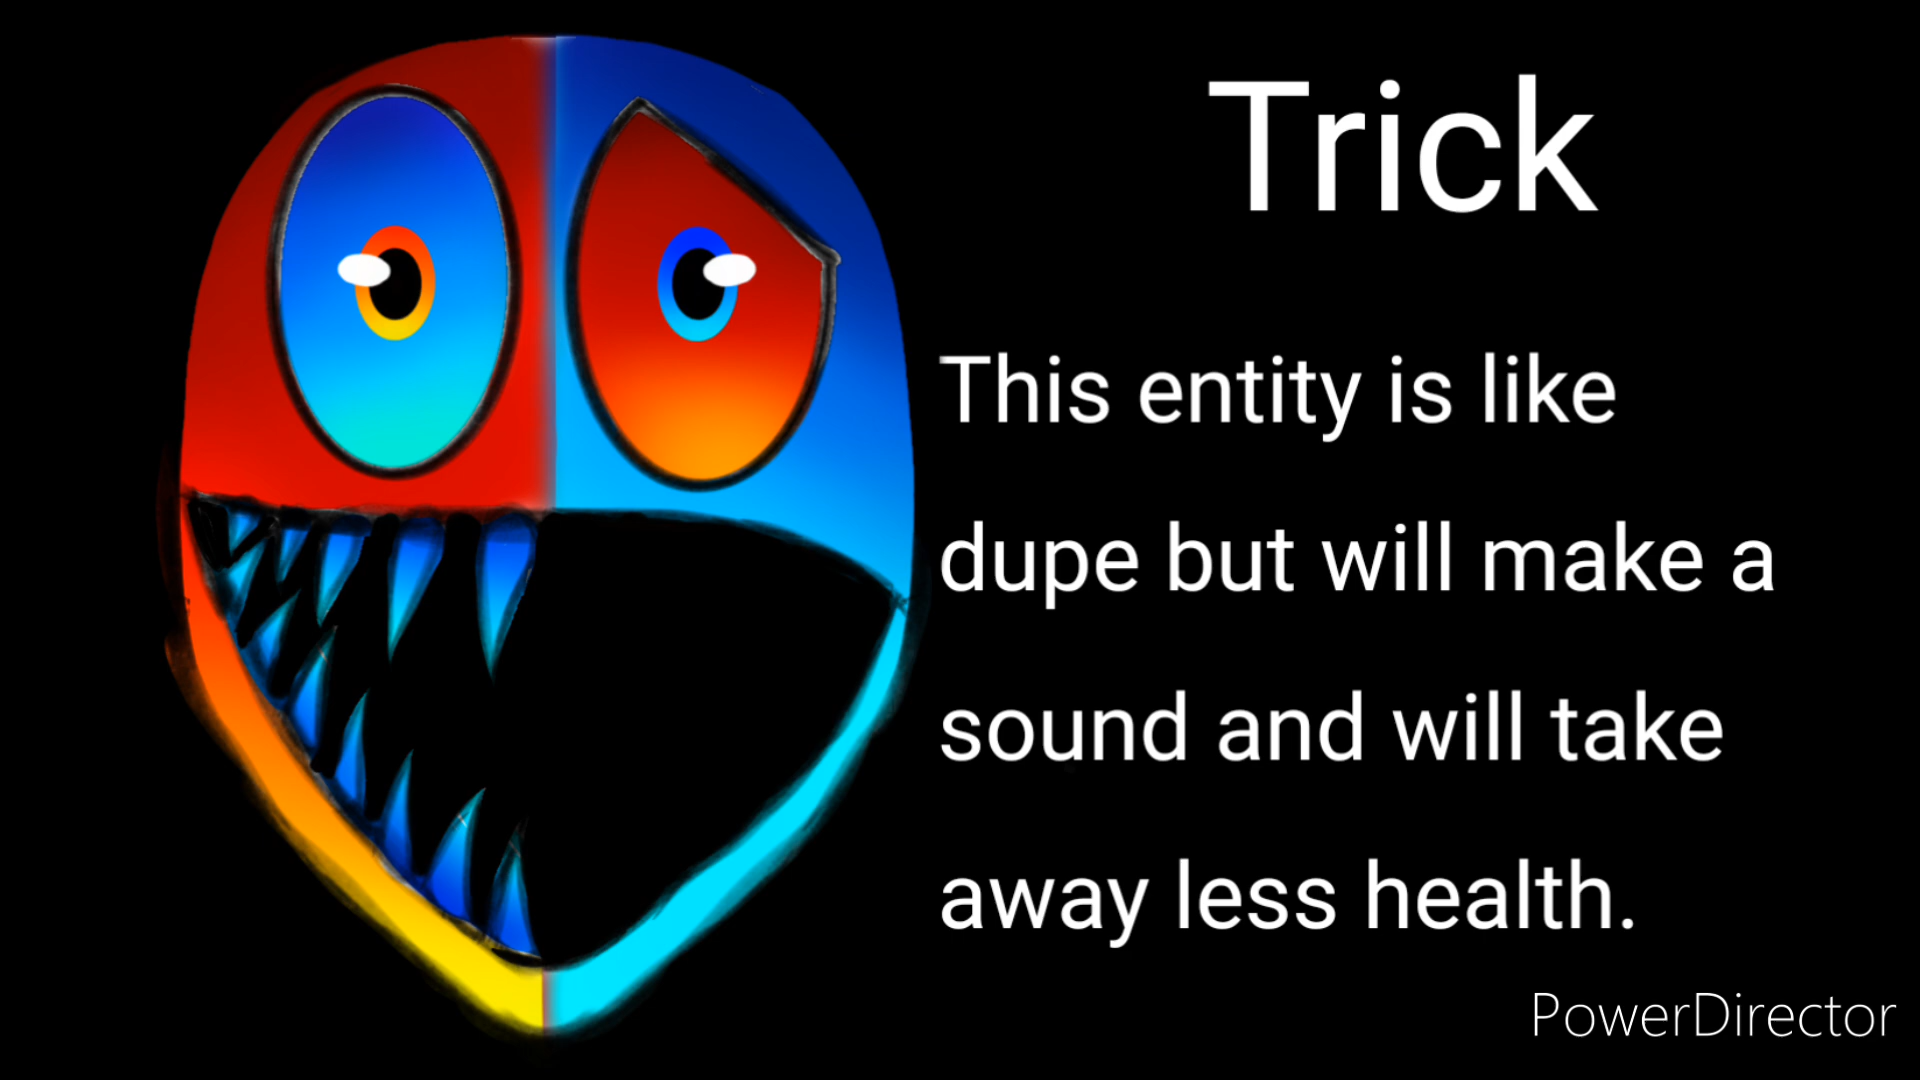 Trick
This entity is like
dupe but will make a
sound and will take
away less health.
PowerDirector